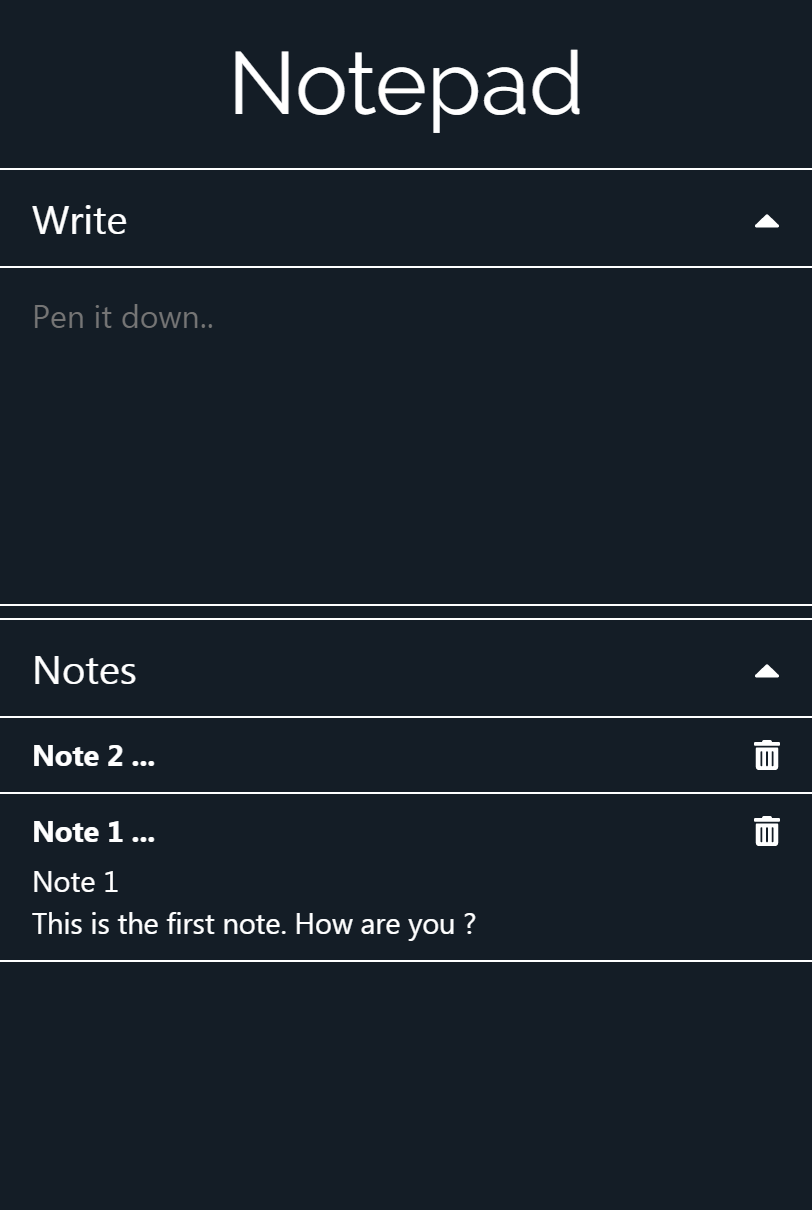 Notepad
Write
Pen it down..
Notes
Note 2 ...
Note 1 ...
Note 1
This is the first note. How are you ?